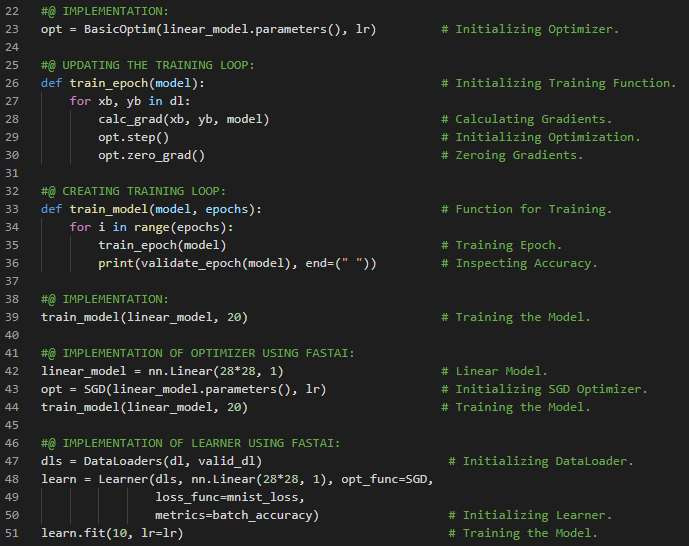 22 #@ IMPLEMENTATION:
23 opt = BasicOptim(linear_model.parameters(), lr) # Initializing Optimizer.
24
25 #@ UPDATING THE TRAINING LOOP:
26 def train_epoch(model): # Initializing Training Function.
27     for xb, yb in dl:
28         calc_grad(xb, yb, model) # Calculating Gradients.
29         opt.step() # Initializing Optimization.
30         opt.zero_grad() # Zeroing Gradients.
31
32 #@ CREATING TRAINING LOOP:
33 def train_model(model, epochs): # Function for Training.
34     for i in range(epochs):
35         train_epoch(model) # Training Epoch.
36         print(validate_epoch(model), end=(" ")) # Inspecting Accuracy.
37
38 #@ IMPLEMENTATION:
39 train_model(linear_model, 20) # Training the Model.
40
41 #@ IMPLEMENTATION OF OPTIMIZER USING FASTAI:
42 linear_model = nn.Linear(28*28, 1) # Linear Model.
43 opt = SGD(linear_model.parameters(), lr) # Initializing SGD Optimizer.
44 train_model(linear_model, 20) # Training the Model.
45
46 #@ IMPLEMENTATION OF LEARNER USING FASTAI:
47 dls = DataLoaders(dl, valid_dl) # Initializing DataLoader.
48 learn = Learner(dls, nn.Linear(28*28, 1), opt_func=SGD,
49                 loss_func=mnist_loss,
50                 metrics=batch_accuracy) # Initializing Learner.
51 learn.fit(10, lr=lr) # Training the Model.